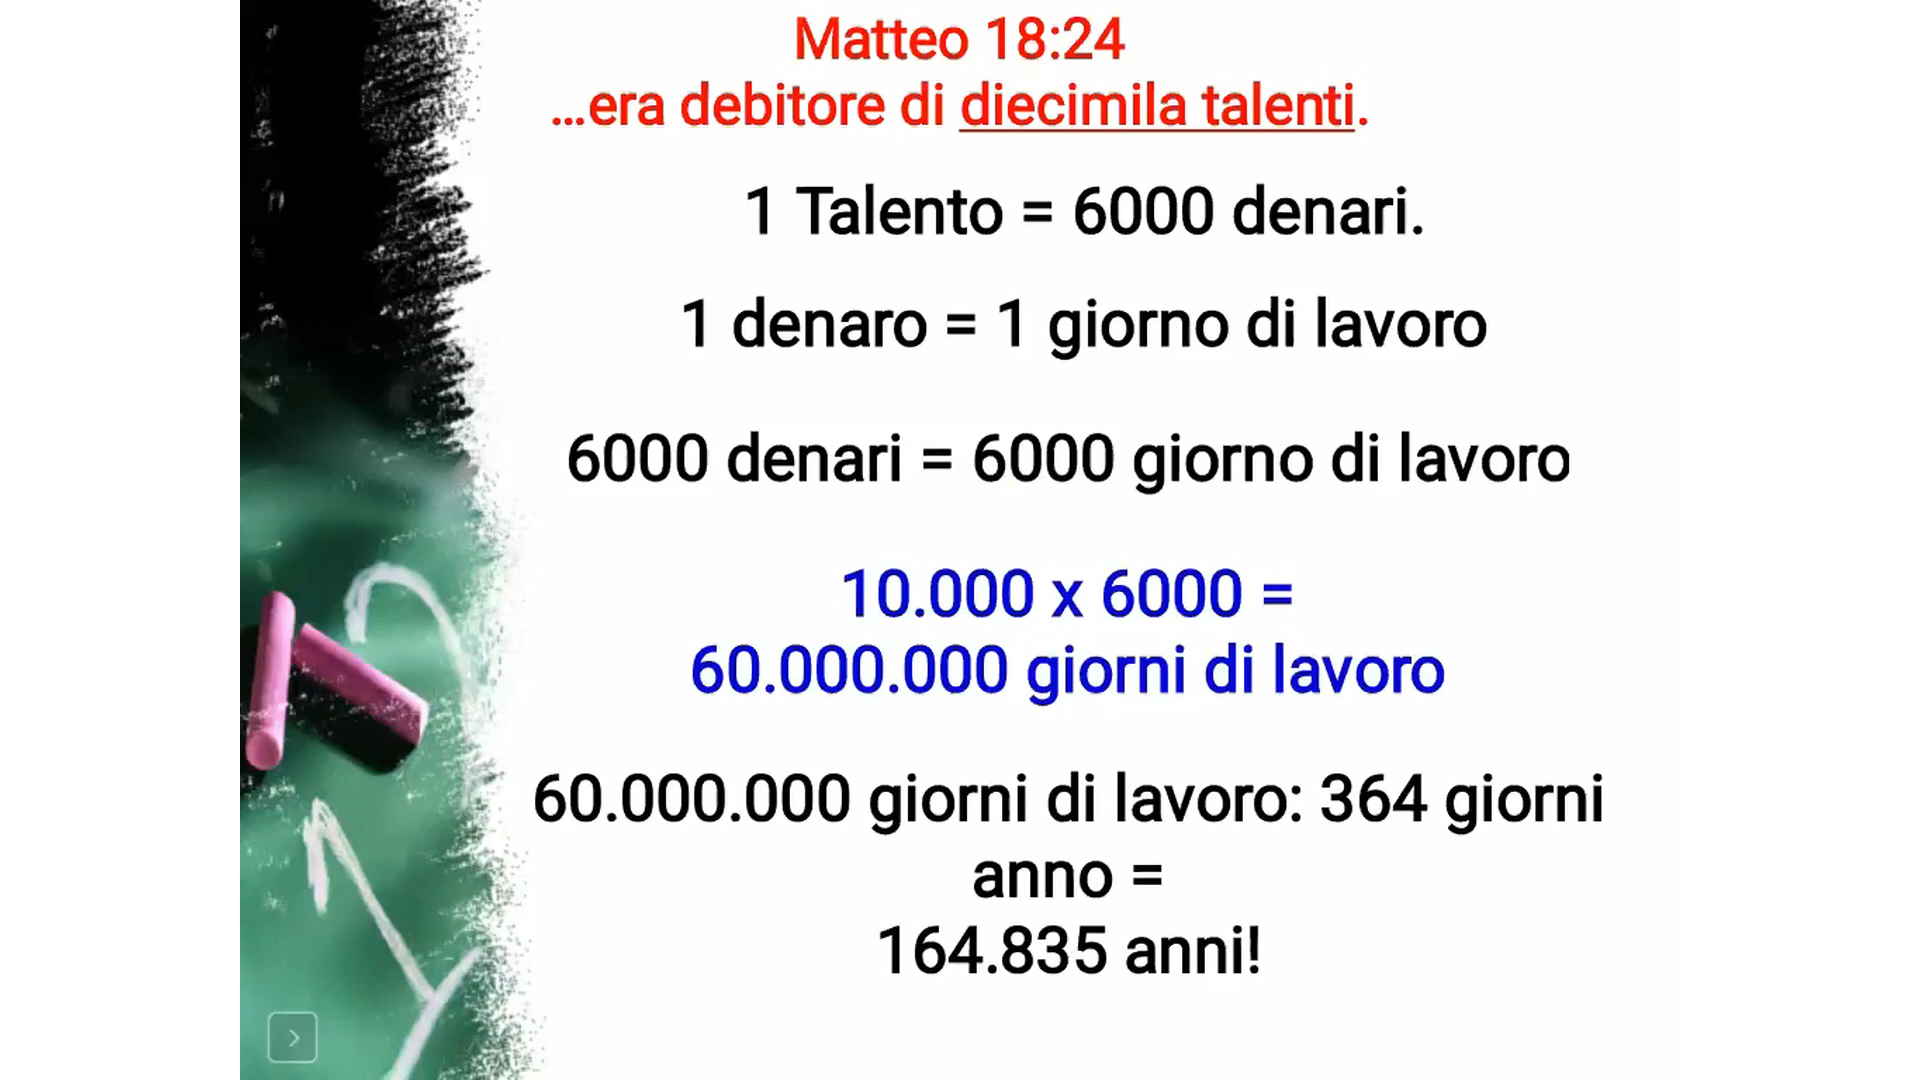 Matteo 18:24
...era debitore di diecimila talenti.
1 Talento = 6000 denari.
1 denaro = 1 giorno di lavoro
6000 denari = 6000 giorno di lavoro
10.000 x 6000 =
60.000.000 giorni di lavoro
60.000.000 giorni di lavoro: 364 giorni
anno =
164.835 anni!